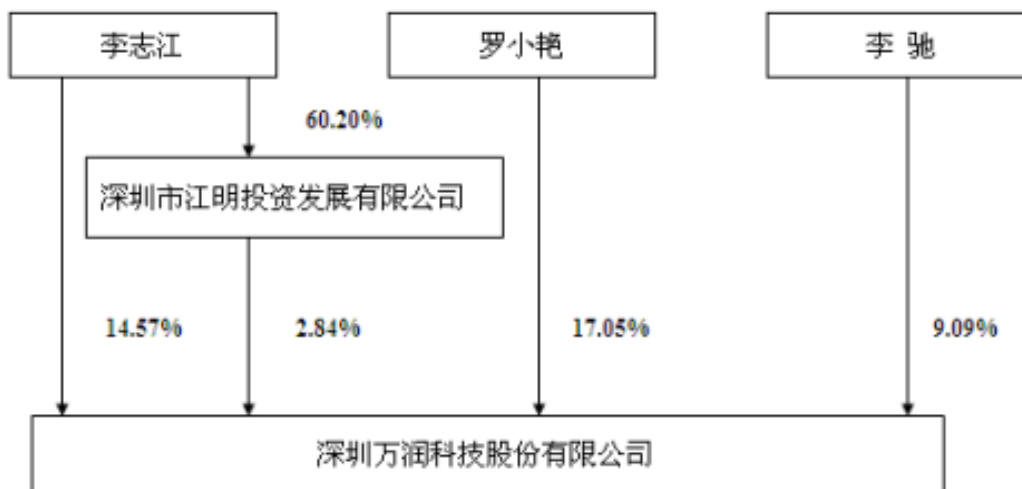 李志江
罗小艳
李 驰
60.20%
深圳市江明投资发展有限公司
14.57%
2.84%
17.05%
9.09%
深圳万润科技股份有限公司